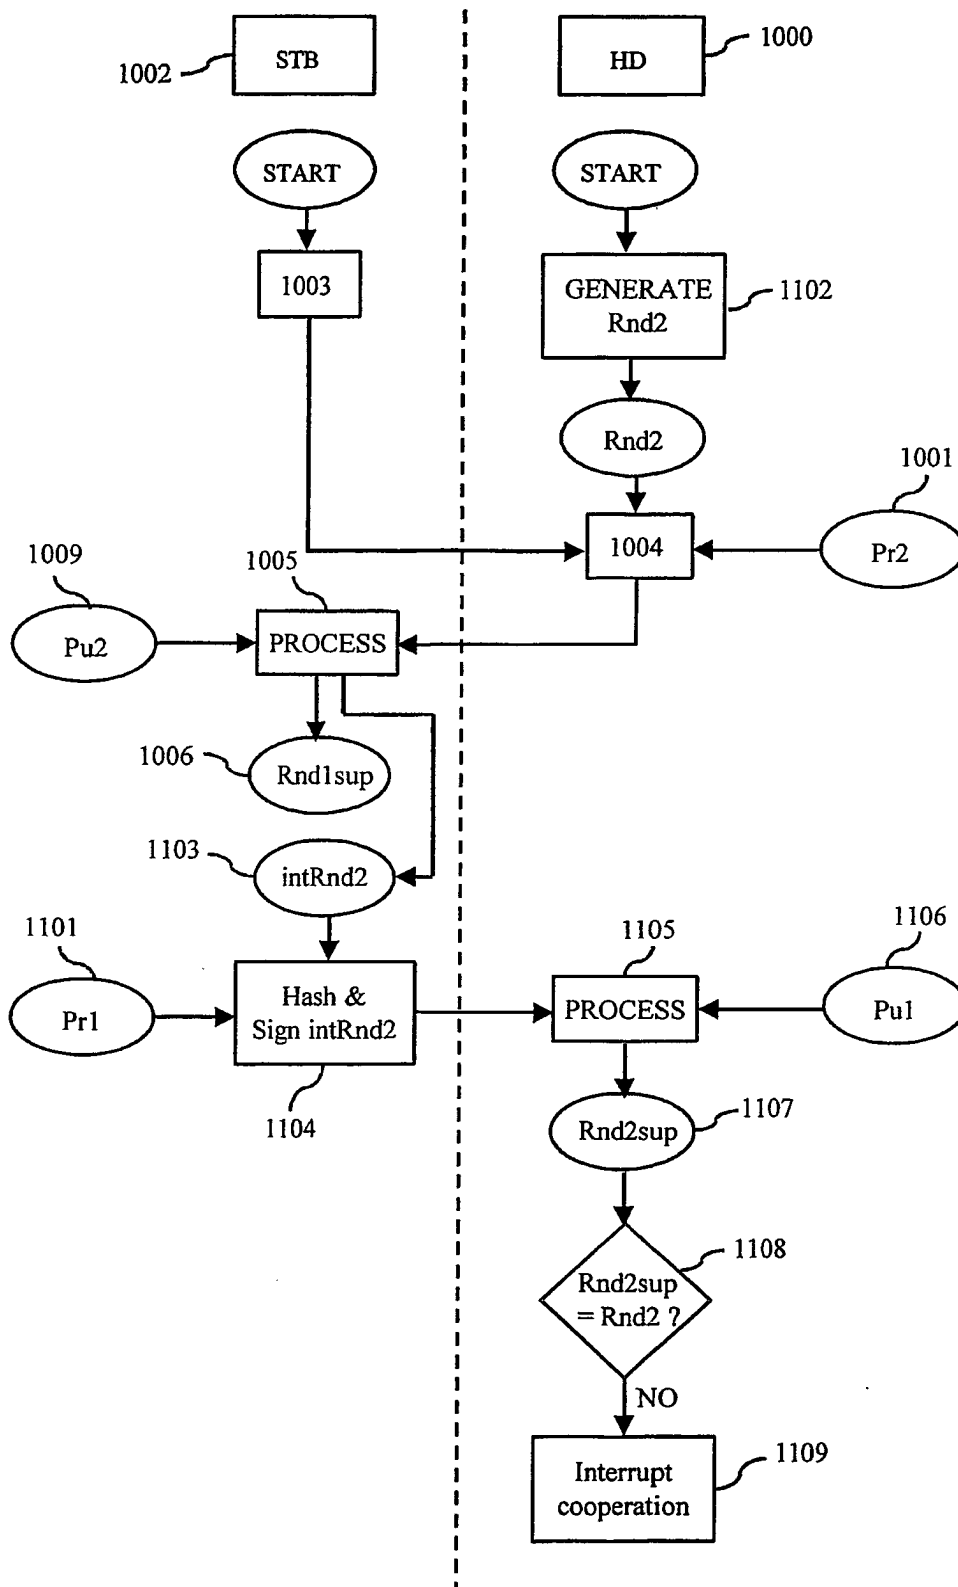 1002
STB
HD
1000
START
START
1003
GENERATE
Rnd2
1102
Rnd2
1001
1009
1005
1004
Pr2
Pu2
PROCESS
1006
Rnd1sup
1103
intRnd2
1101
1105
1106
Pr1
Hash &
Sign intRnd2
PROCESS
Pu1
1104
Rnd2sup
1107
1108
Rnd2sup
= Rnd2 ?
NO
1109
Interrupt
cooperation